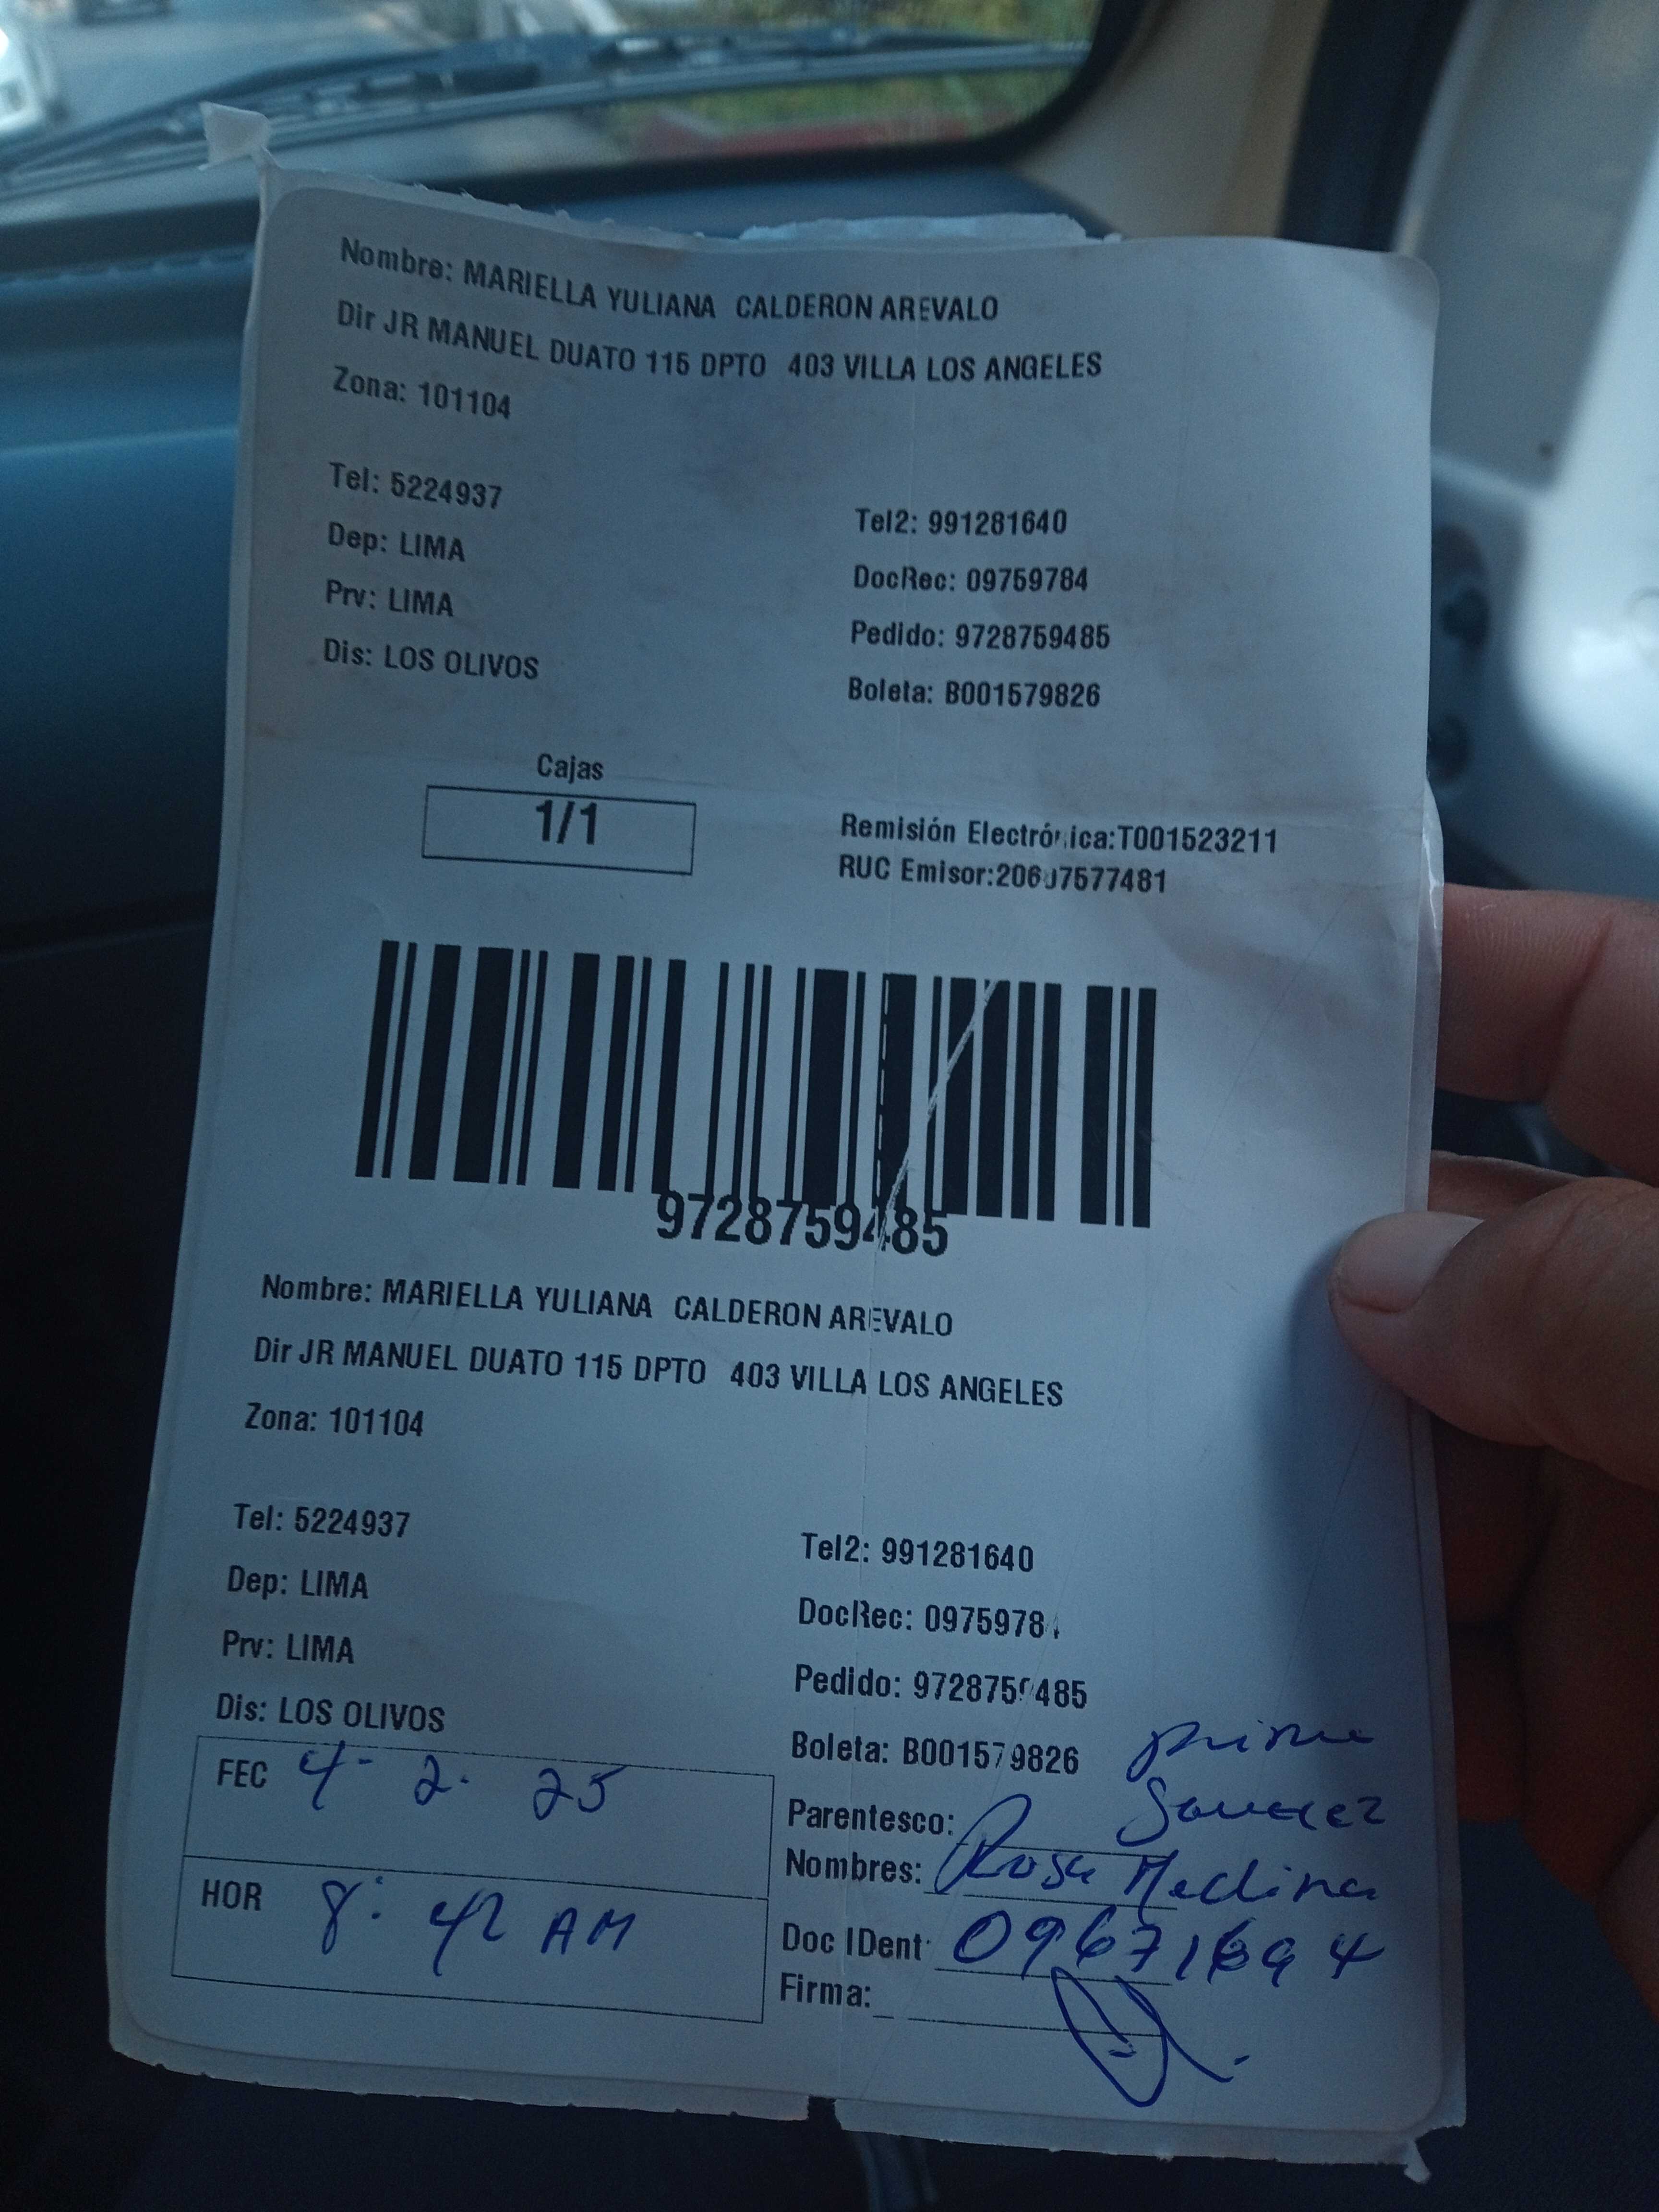 Nombre: MARIELLA YULIANA CALDERON AREVALO
Dir JR MANUEL DUATO 115 DPTO 403 VILLA LOS ANGELES
Zona: 101104
Tel: 5224937 Tel2: 991281640
Dep: LIMA DocRec: 09759784
Prv: LIMA Pedido: 9728759485
Dis: LOS OLIVOS Boleta: B001579826
Cajas
1/1
Remisión Electrónica:T001523211
RUC Emisor:20607577481
9728759485
Nombre: MARIELLA YULIANA CALDERON AREVALO
Dir JR MANUEL DUATO 115 DPTO 403 VILLA LOS ANGELES
Zona: 101104
Tel: 5224937 Tel2: 991281640
Dep: LIMA DocRec: 09759784
Prv: LIMA Pedido: 9728759485
Dis: LOS OLIVOS Boleta: B001579826
FEC 4-2.25
HOR 8:42 AM
Parentesco: Sanchez
Nombres: Rosa Medina
Doc IDent
Firma: